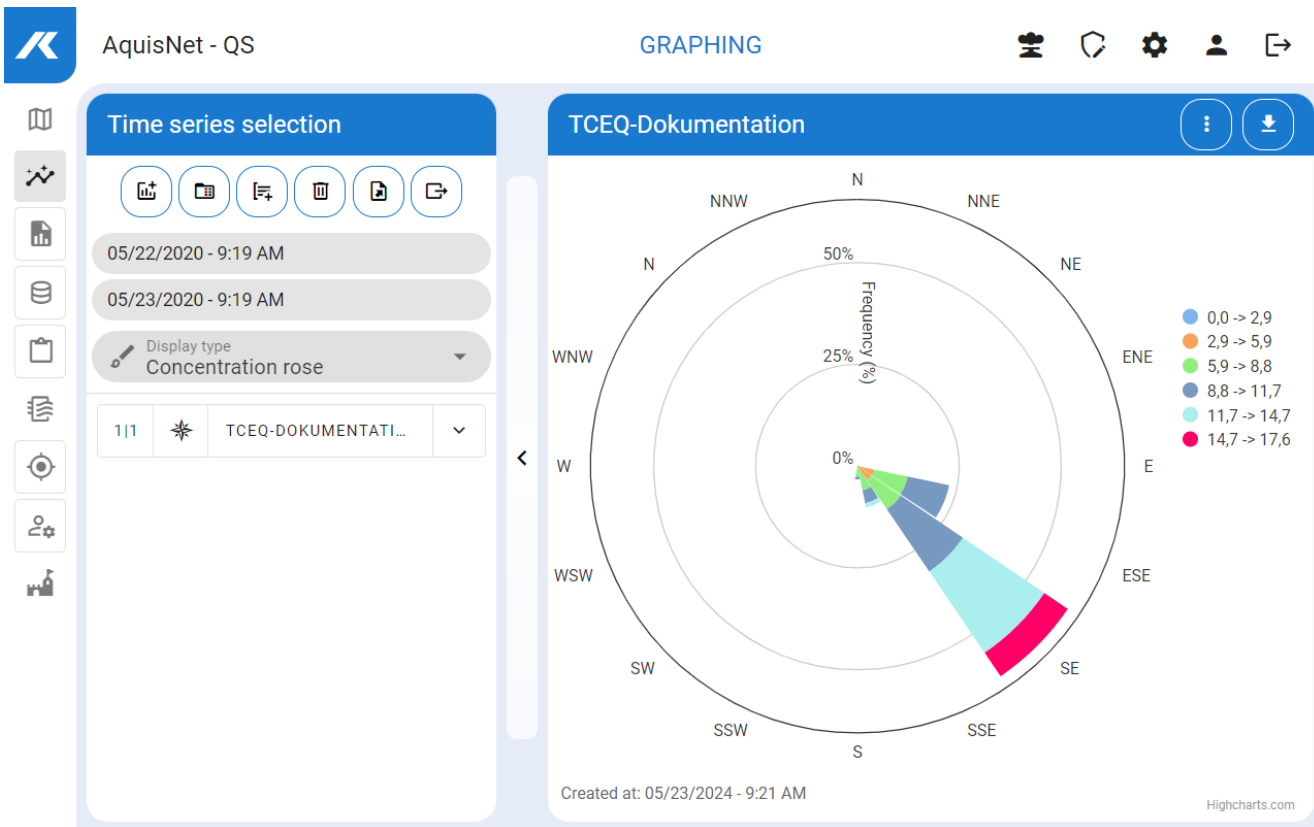 AquisNet - QS
GRAPHING
Time series selection
05/22/2020 - 9:19 AM
05/23/2020 - 9:19 AM
Display type
Concentration rose
1|1
TCEQ-DOKUMENTATI...
TCEQ-Dokumentation
N
NNE
NE
ENE
E
ESE
SE
SSE
S
SSW
SW
WSW
W
WNW
N
NNW
50%
25%
0%
Frequency (%)
0,0 -> 2,9
2,9 -> 5,9
5,9 -> 8,8
8,8 -> 11,7
11,7 -> 14,7
14,7 -> 17,6
Created at: 05/23/2024 - 9:21 AM
Highcharts.com